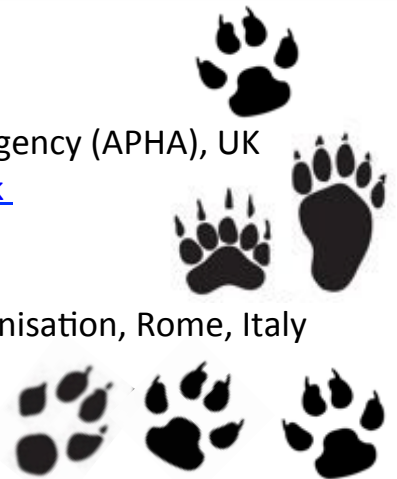 gency (APHA), UK
k
nisation, Rome, Italy